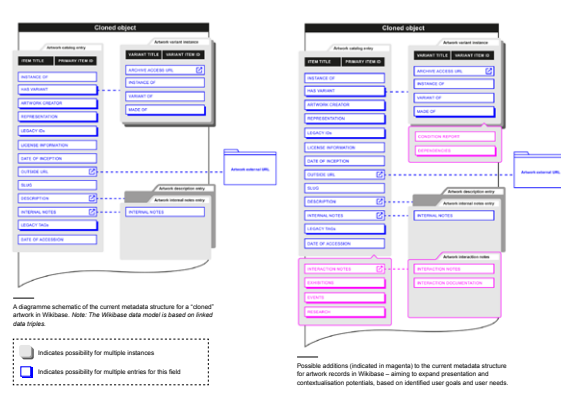 Cloned object
Artwork catalog entry
ITEM TITLE
PRIMARY ITEM ID
INSTANCE OF
HAS VARIANT
ARTWORK CREATOR
REPRESENTATION
LEGACY IDs
LICENSE INFORMATION
DATE OF INCEPTION
OUTSIDE URL
SLUG
DESCRIPTION
INTERNAL NOTES
LEGACY TAGs
DATE OF ACCESSION
Artwork variant instance
VARIANT TITLE
VARIANT ITEM ID
ARCHIVE ACCESS URL
INSTANCE OF
VARIANT OF
MADE OF
Artwork external URL
Artwork description entry
Artwork internal notes entry
INTERNAL NOTES
A diagramme schematic of the current metadata structure for a "cloned"
artwork in Wikibase. Note: The Wikibase data model is based on linked
data triples.
Indicates possibility for multiple instances
Indicates possibility for multiple entries for this field
Cloned object
Artwork catalog entry
ITEM TITLE
PRIMARY ITEM ID
INSTANCE OF
HAS VARIANT
ARTWORK CREATOR
REPRESENTATION
LEGACY IDs
LICENSE INFORMATION
DATE OF INCEPTION
OUTSIDE URL
SLUG
DESCRIPTION
INTERNAL NOTES
LEGACY TAGs
DATE OF ACCESSION
INTERACTION NOTES
EXHIBITIONS
EVENTS
RESEARCH
Artwork variant instance
VARIANT TITLE
VARIANT ITEM ID
ARCHIVE ACCESS URL
INSTANCE OF
VARIANT OF
MADE OF
CONDITION REPORT
DEPENDENCIES
Artwork external URL
Artwork description entry
Artwork internal notes entry
INTERNAL NOTES
Artwork interaction notes
INTERACTION NOTES
INTERACTION DOCUMENTATION
Possible additions (indicated in magenta) to the current metadata structure
for artwork records in Wikibase – aiming to expand presentation and
contextualisation potentials, based on identified user goals and user needs.